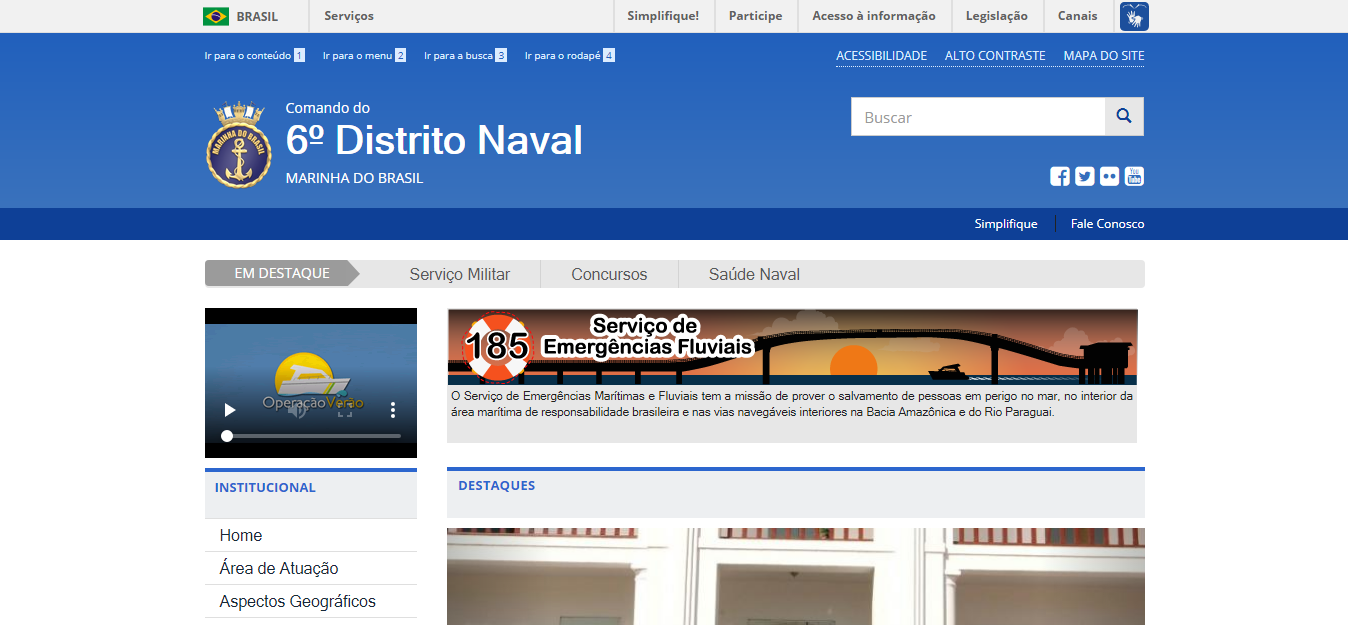 BRASIL Serviços Simplifique! Participe Acesso à informação Legislação Canais
Ir para o conteúdo 1 Ir para o menu 2 Ir para a busca 3 Ir para o rodapé 4 ACESSIBILIDADE ALTO CONTRASTE MAPA DO SITE
MARINHA DO BRASIL
Comando do
6º Distrito Naval
MARINHA DO BRASIL
Buscar
You
Tube
Simplifique Fale Conosco
EM DESTAQUE Serviço Militar Concursos Saúde Naval
OperaçãoVerão
185 Serviço de
Emergências Fluviais
O Serviço de Emergências Marítimas e Fluviais tem a missão de prover o salvamento de pessoas em perigo no mar, no interior da
área marítima de responsabilidade brasileira e nas vias navegáveis interiores na Bacia Amazônica e do Rio Paraguai.
INSTITUCIONAL
Home
Área de Atuação
Aspectos Geográficos
DESTAQUES